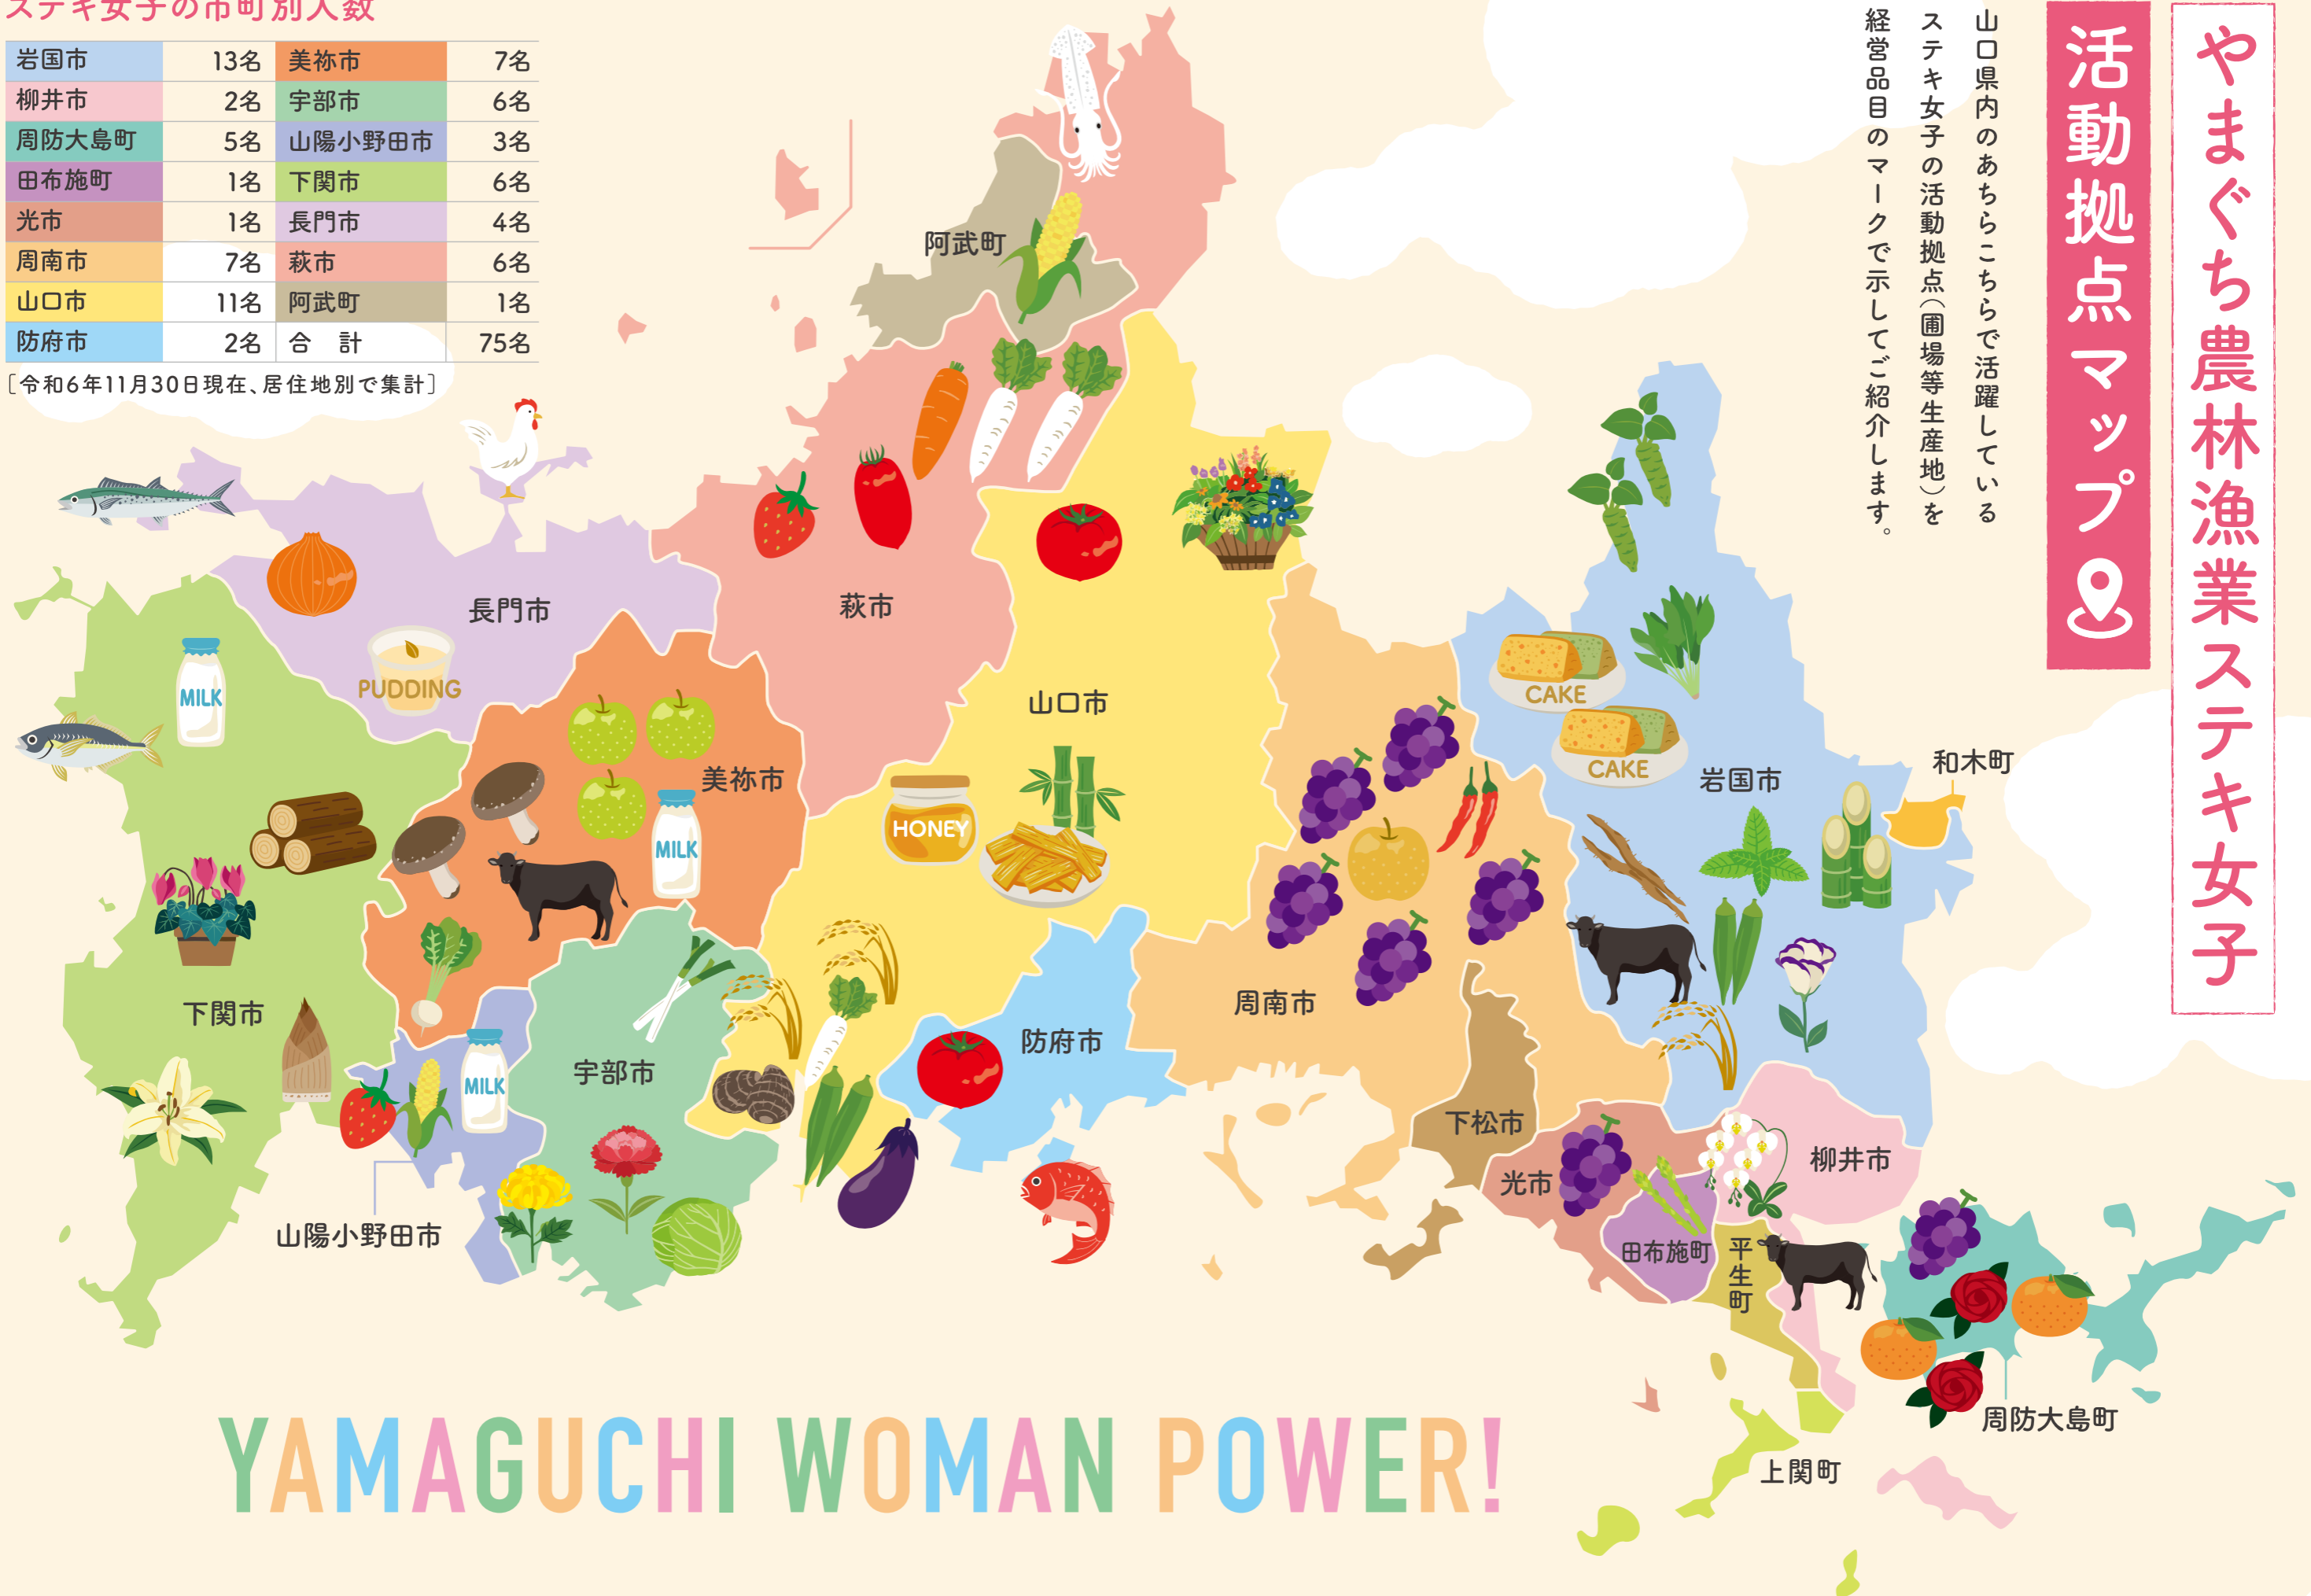 やまぐち農林漁業ステキ女子
活動拠点マップ
山口県内のあちらこちらで活躍している
ステキ女子の活動拠点(圃場等生産地)を
経営品目のマークで示してご紹介します。
ステキ女子の市町別人数
岩国市 13名 美祢市 7名
柳井市 2名 宇部市 6名
周防大島町 5名 山陽小野田市 3名
田布施町 1名 下関市 6名
光市 1名 長門市 4名
周南市 7名 萩市 6名
山口市 11名 阿武町 1名
防府市 2名 合 計 75名
[令和6年11月30日現在、居住地別で集計]
阿武町
萩市
長門市
PUDDING
MILK
山口市
美祢市
MILK
HONEY
CAKE
CAKE
岩国市
和木町
下関市
周南市
防府市
宇部市
MILK
下松市
光市
柳井市
山陽小野田市
田布施町
平生町
周防大島町
上関町
YAMAGUCHI WOMAN POWER!